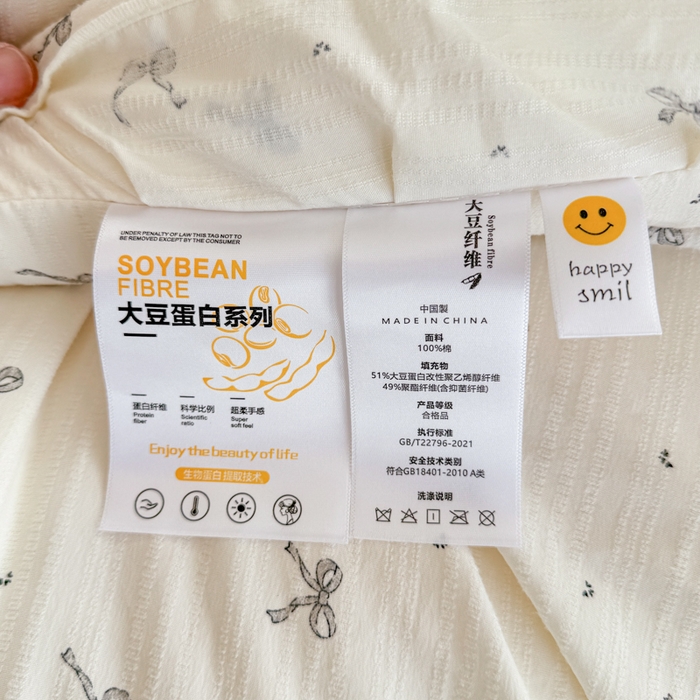 UNDER PENALTY OF LAW THIS TAG NOT TO
BE REMOVED EXCEPT BY THE CONSUMER
SOYBEAN
FIBRE
大豆蛋白系列
蛋白纤维
Protein
fiber
科学比例
Scientific
ratio
超柔手感
Super
soft feel
Enjoy the beauty of life
生物蛋白提取技术
大豆纤维
Soybean fibre
中国製
MADE IN CHINA
面料
100%棉
填充物
51%大豆蛋白改性聚乙烯醇纤维
49%聚酯纤维(含抑菌纤维)
产品等级
合格品
执行标准
GB/T22796-2021
安全技术类别
符合GB18401-2010 A类
洗涤说明
happy
smil